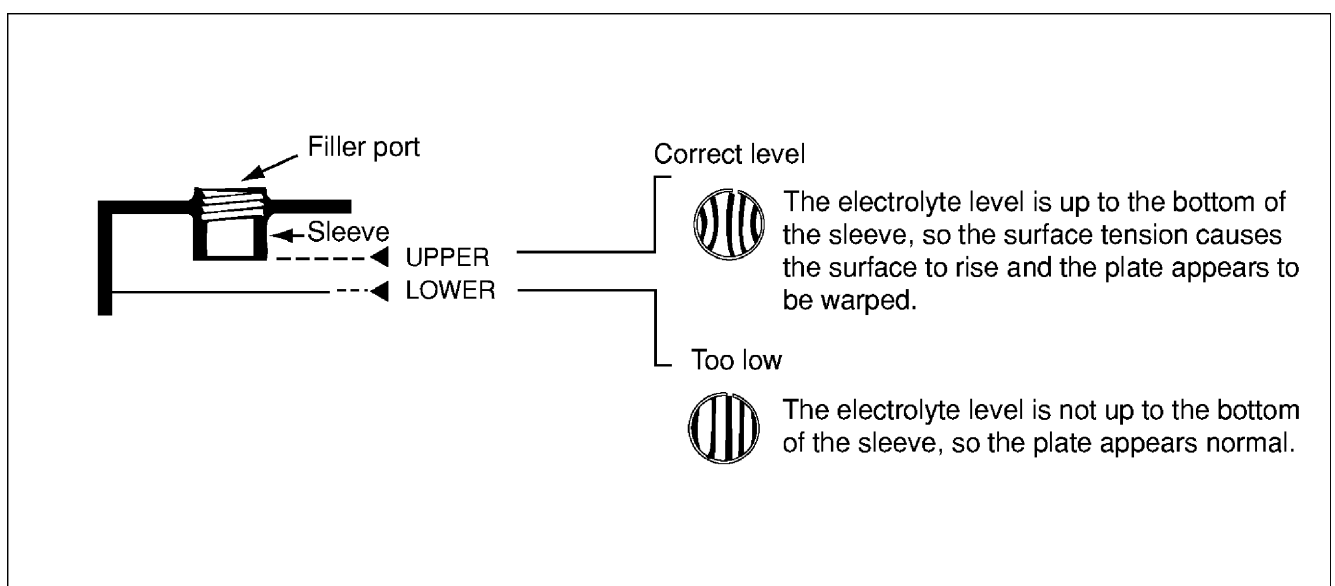 Filler port
Sleeve
UPPER
LOWER
Correct level
The electrolyte level is up to the bottom of
the sleeve, so the surface tension causes
the surface to rise and the plate appears to
be warped.
Too low
The electrolyte level is not up to the bottom
of the sleeve, so the plate appears normal.